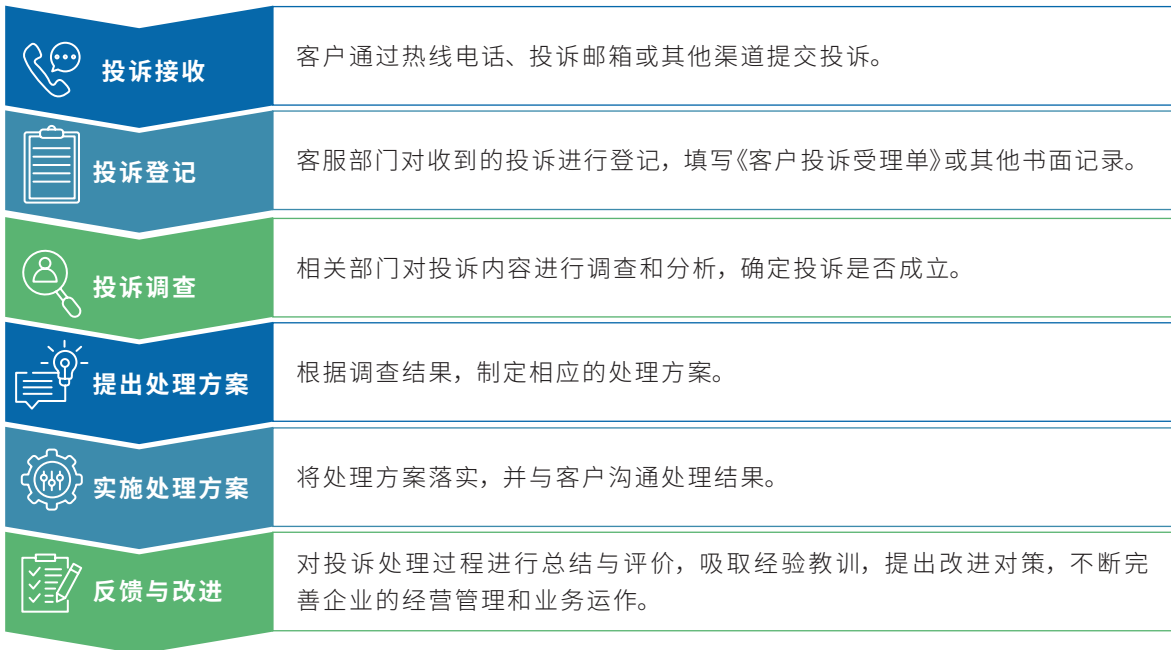 投诉接收
客户通过热线电话、投诉邮箱或其他渠道提交投诉。
投诉登记
客服部门对收到的投诉进行登记，填写《客户投诉受理单》或其他书面记录。
投诉调查
相关部门对投诉内容进行调查和分析，确定投诉是否成立。
提出处理方案
根据调查结果，制定相应的处理方案。
实施处理方案
将处理方案落实，并与客户沟通处理结果。
反馈与改进
对投诉处理过程进行总结与评价，吸取经验教训，提出改进对策，不断完
善企业的经营管理和业务运作。